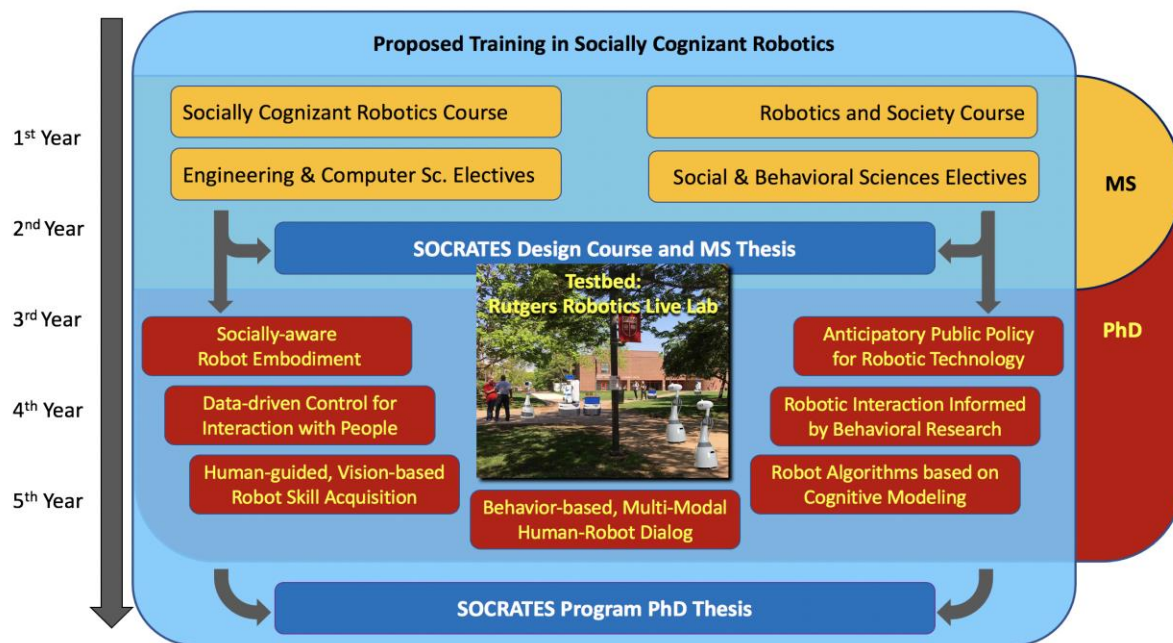 Proposed Training in Socially Cognizant Robotics
1st Year
Socially Cognizant Robotics Course
Robotics and Society Course
Engineering & Computer Sc. Electives
Social & Behavioral Sciences Electives
MS
2nd Year
SOCRATES Design Course and MS Thesis
Testbed:
Rutgers Robotics Live Lab
3rd Year
Socially-aware
Robot Embodiment
Anticipatory Public Policy
for Robotic Technology
PhD
4th Year
Data-driven Control for
Interaction with People
Robotic Interaction Informed
by Behavioral Research
5th Year
Human-guided, Vision-based
Robot Skill Acquisition
Behavior-based, Multi-Modal
Human-Robot Dialog
Robot Algorithms based on
Cognitive Modeling
SOCRATES Program PhD Thesis